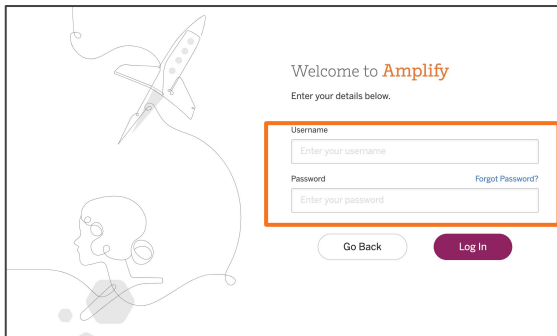 Welcome to Amplify
Enter your details below.
Username
Enter your username
Password Forgot Password?
Enter your password
Go Back Log In